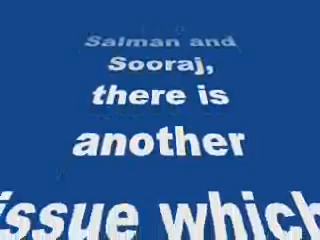 Salman and
Sooraj,
there is
another
issue which